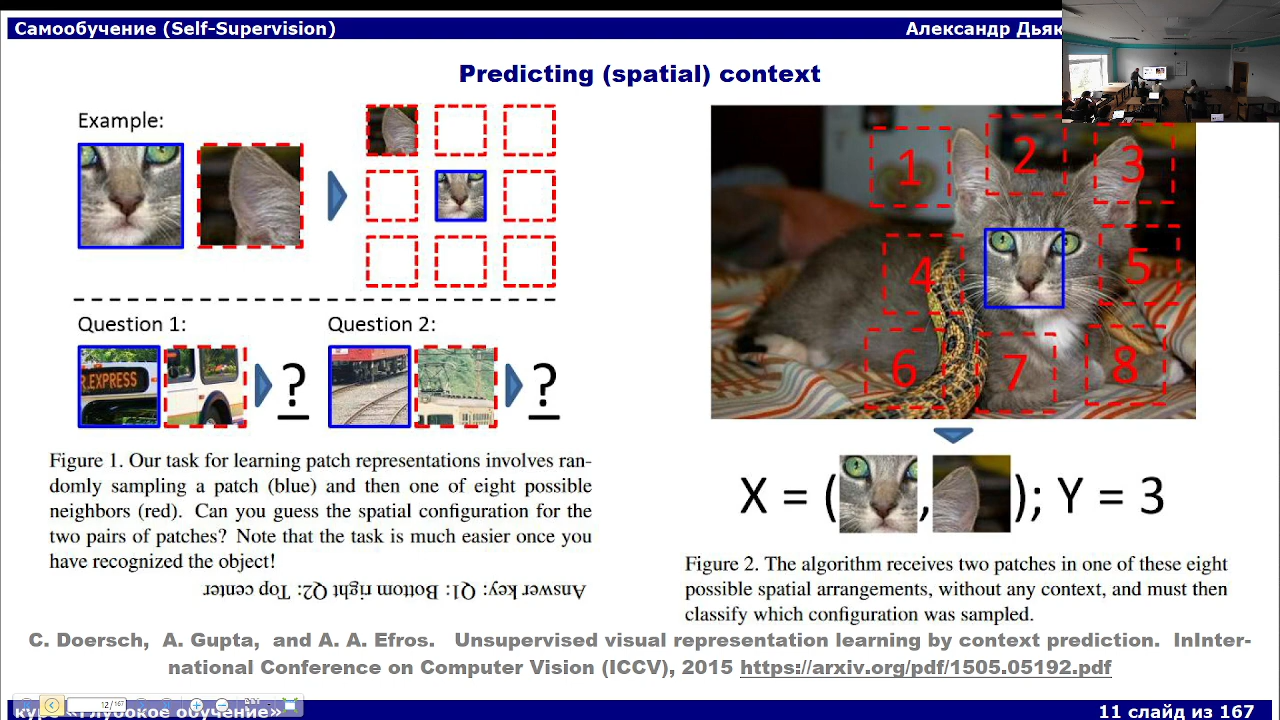 Самообучение (Self-Supervision)
Александр Дьяк
Predicting (spatial) context
Example:
Question 1:
Question 2:
R.EXPRESS
?
?
Figure 1. Our task for learning patch representations involves ran-
domly sampling a patch (blue) and then one of eight possible
neighbors (red). Can you guess the spatial configuration for the
two pairs of patches? Note that the task is much easier once you
have recognized the object!
Answer key: Q1: Bottom right Q2: Top center
1
2
3
4
5
6
7
8
X = ( , ); Y = 3
Figure 2. The algorithm receives two patches in one of these eight
possible spatial arrangements, without any context, and must then
classify which configuration was sampled.
C. Doersch, A. Gupta, and A. A. Efros. Unsupervised visual representation learning by context prediction. InInter-
national Conference on Computer Vision (ICCV), 2015 https://arxiv.org/pdf/1505.05192.pdf
12/167
курс «Глубокое обучение»
11 слайд из 167